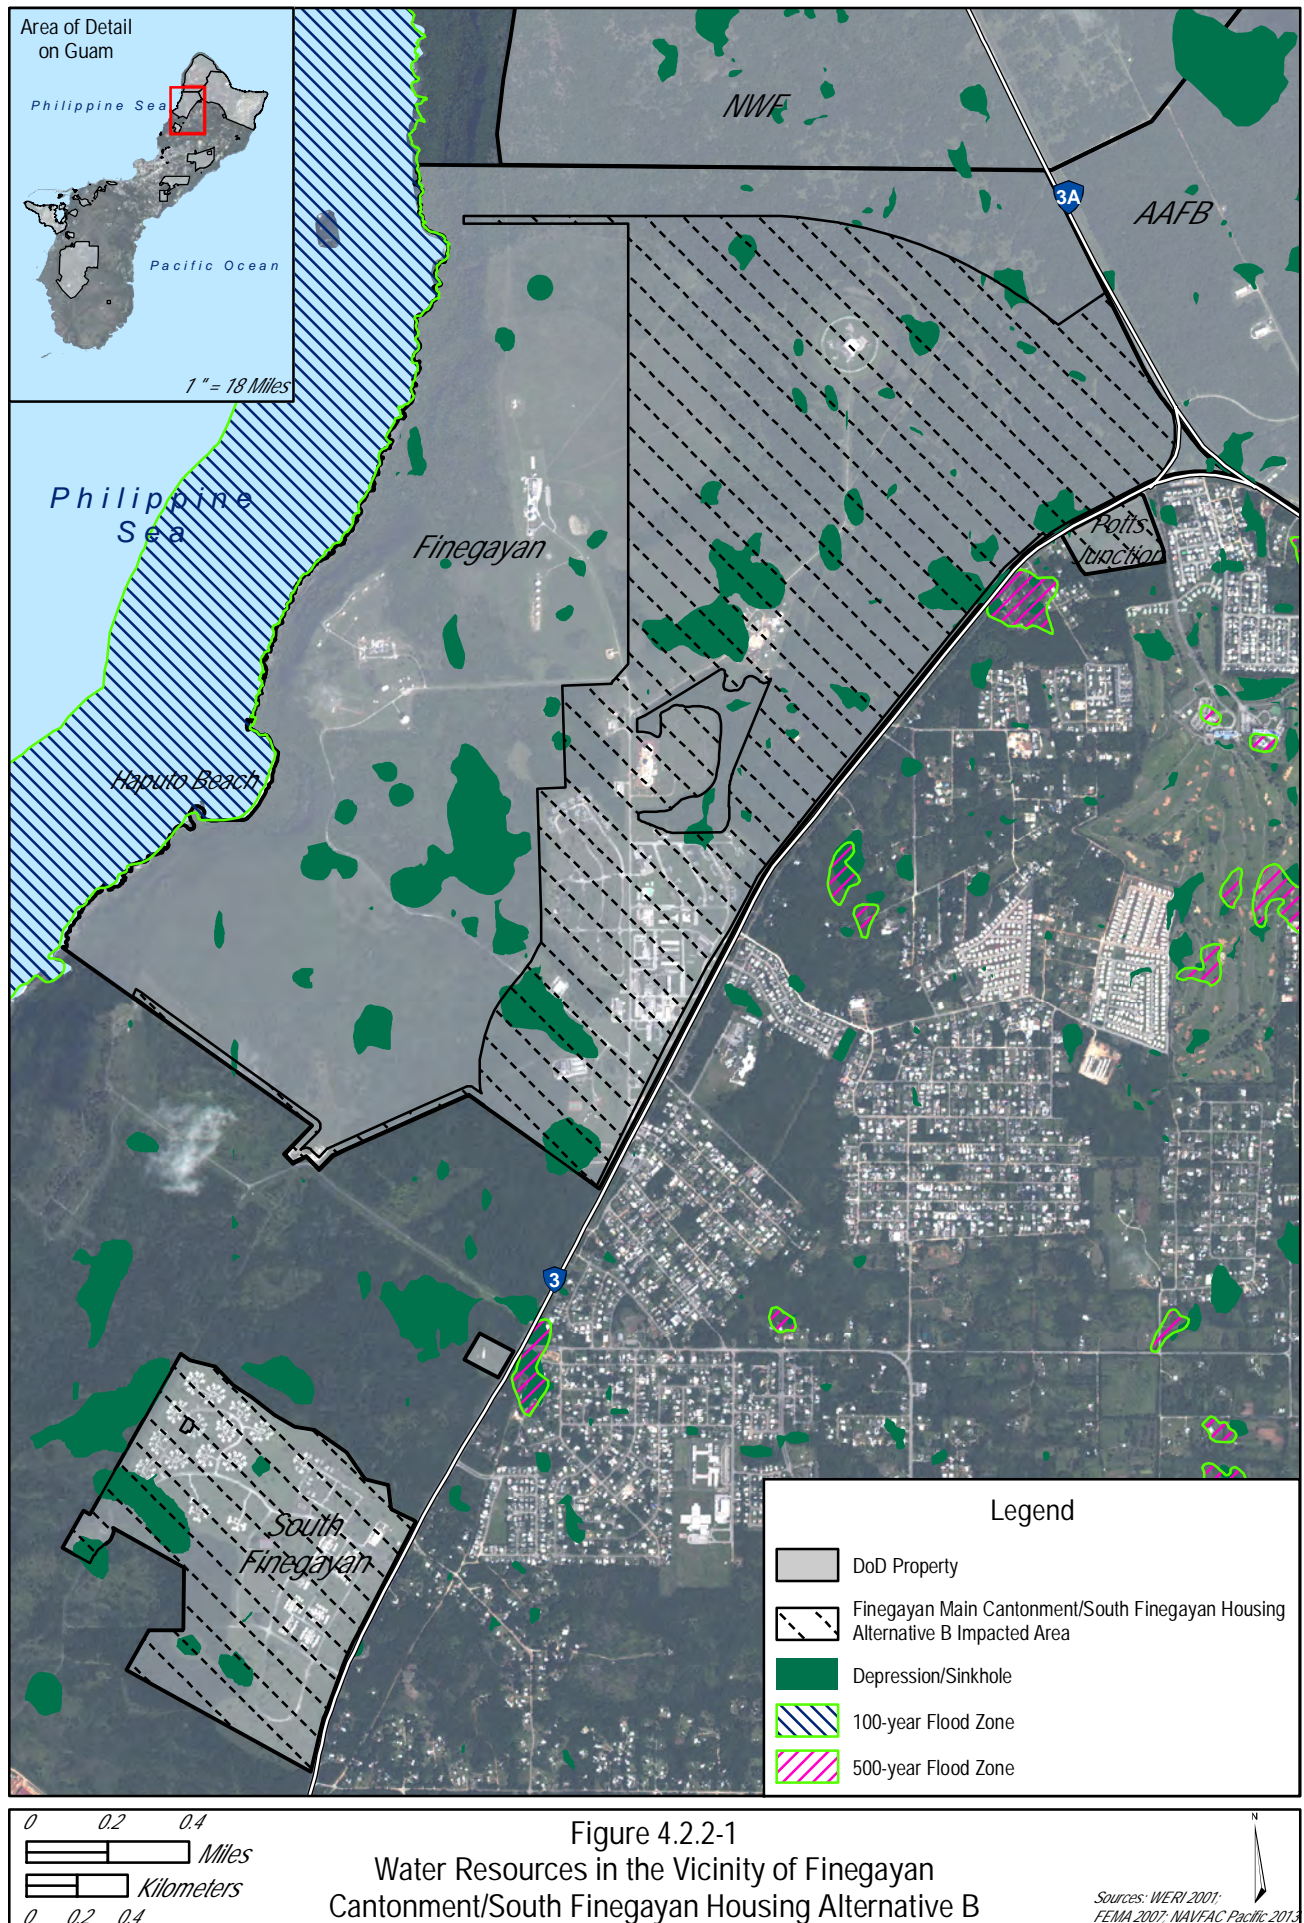 Area of Detail
on Guam
Philippine Sea
Pacific Ocean
1 " = 18 Miles
NWF
3A
AAFB
Philippine
Sea
Finegayan
Potts
Junction
Haputo Beach
3
South
Finegayan
Legend
DoD Property
Finegayan Main Cantonment/South Finegayan Housing
Alternative B Impacted Area
Depression/Sinkhole
100-year Flood Zone
500-year Flood Zone
0 0.2 0.4
Miles
Kilometers
0 0.2 0.4
Figure 4.2.2-1
Water Resources in the Vicinity of Finegayan
Cantonment/South Finegayan Housing Alternative B
N
Sources: WERI 2001;
FEMA 2007; NAVFAC Pacific 2013